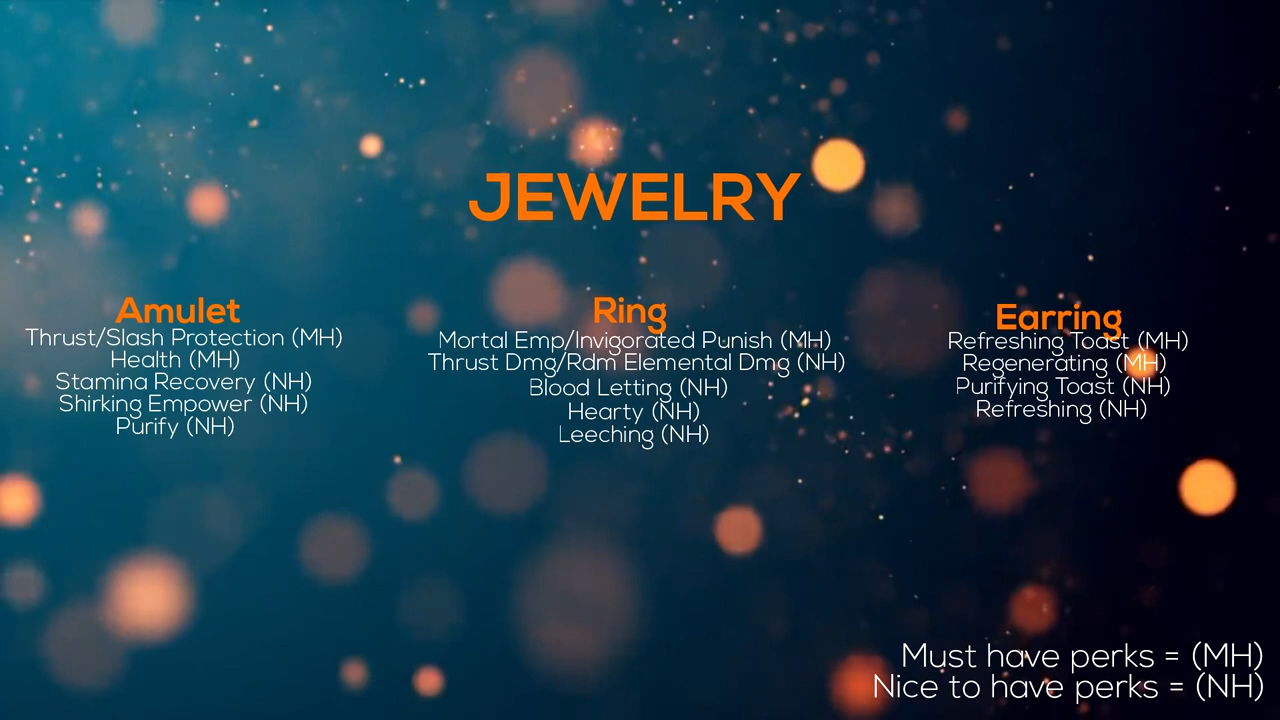 JEWELRY
Amulet
Thrust/Slash Protection (MH)
Health (MH)
Stamina Recovery (NH)
Shirking Empower (NH)
Purify (NH)
Ring
Mortal Emp/Invigorated Punish (MH)
Thrust Dmg/Rdm Elemental Dmg (NH)
Blood Letting (NH)
Hearty (NH)
Leeching (NH)
Earring
Refreshing Toast (MH)
Regenerating (MH)
Purifying Toast (NH)
Refreshing (NH)
Must have perks = (MH)
Nice to have perks = (NH)